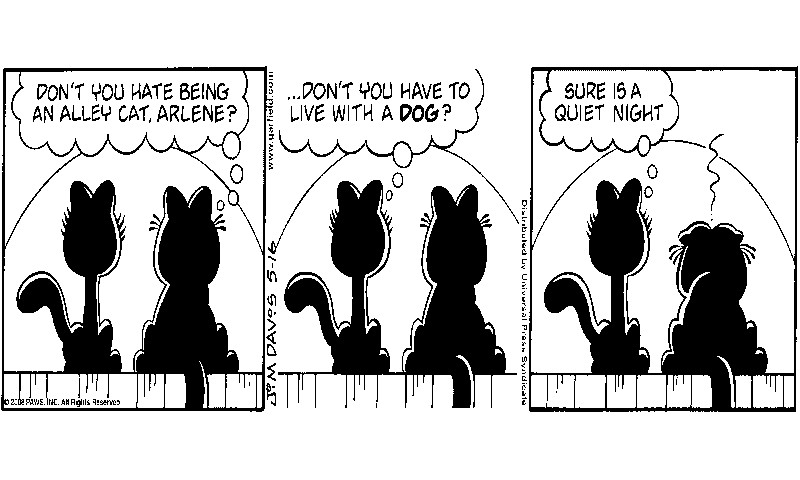 DON'T YOU HATE BEING
AN ALLEY CAT, ARLENE?
© 2008 PAWS, INC. All Rights Reserved.
www.garfield.com
JIM DAVIS 5-16
...DON'T YOU HAVE TO
LIVE WITH A DOG?
Distributed by Universal Press Syndicate
SURE IS A
QUIET NIGHT